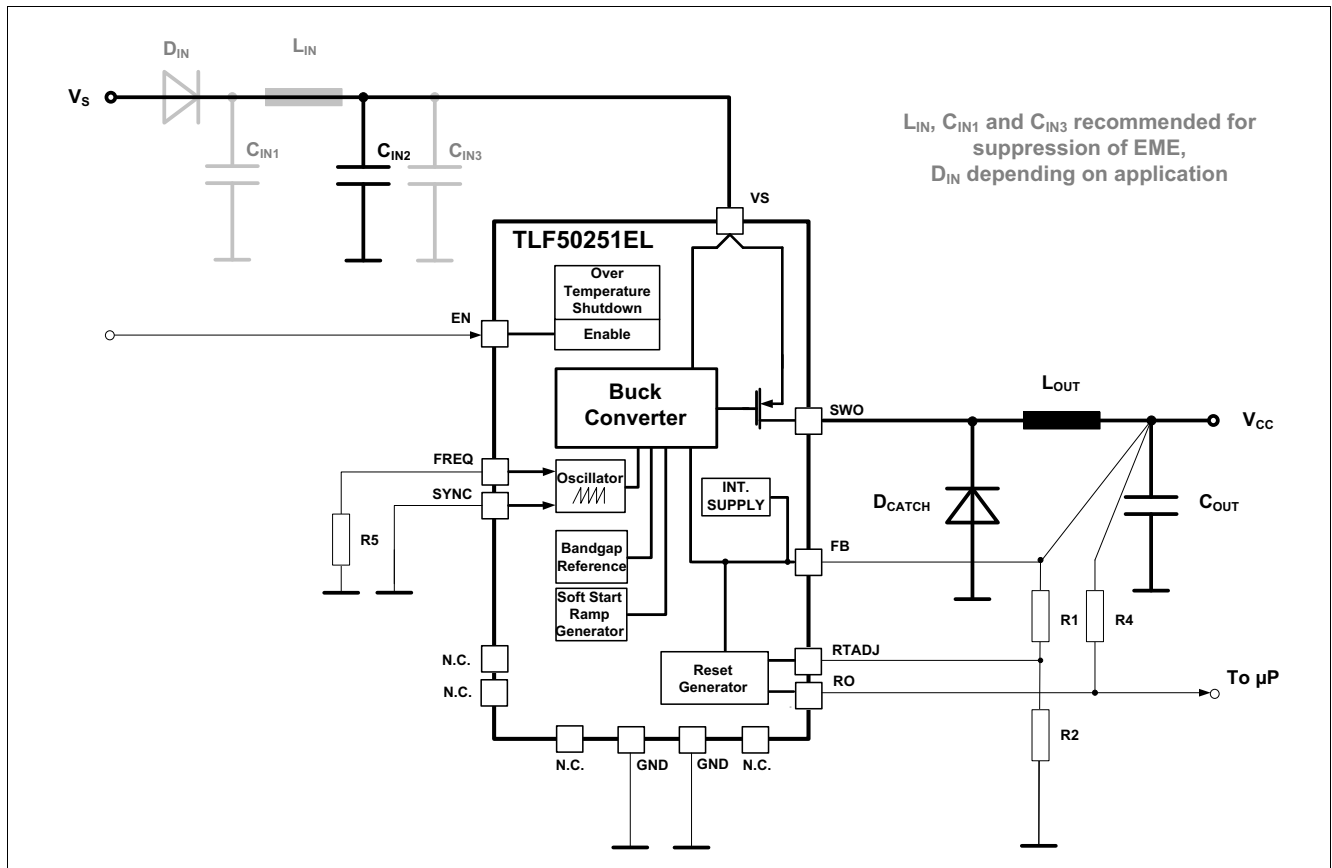 D_IN
L_IN
V_S
C_IN1
C_IN2
C_IN3
L_IN, C_IN1 and C_IN3 recommended for
suppression of EME,
D_IN depending on application
VS
TLF50251EL
Over
Temperature
Shutdown
EN
Enable
Buck
Converter
L_OUT
SWO
V_CC
FREQ
Oscillator
SYNC
INT.
SUPPLY
D_CATCH
C_OUT
R5
Bandgap
Reference
FB
Soft Start
Ramp
Generator
R1
R4
N.C.
RTADJ
Reset
Generator
N.C.
RO
To µP
R2
N.C.
GND
GND
N.C.